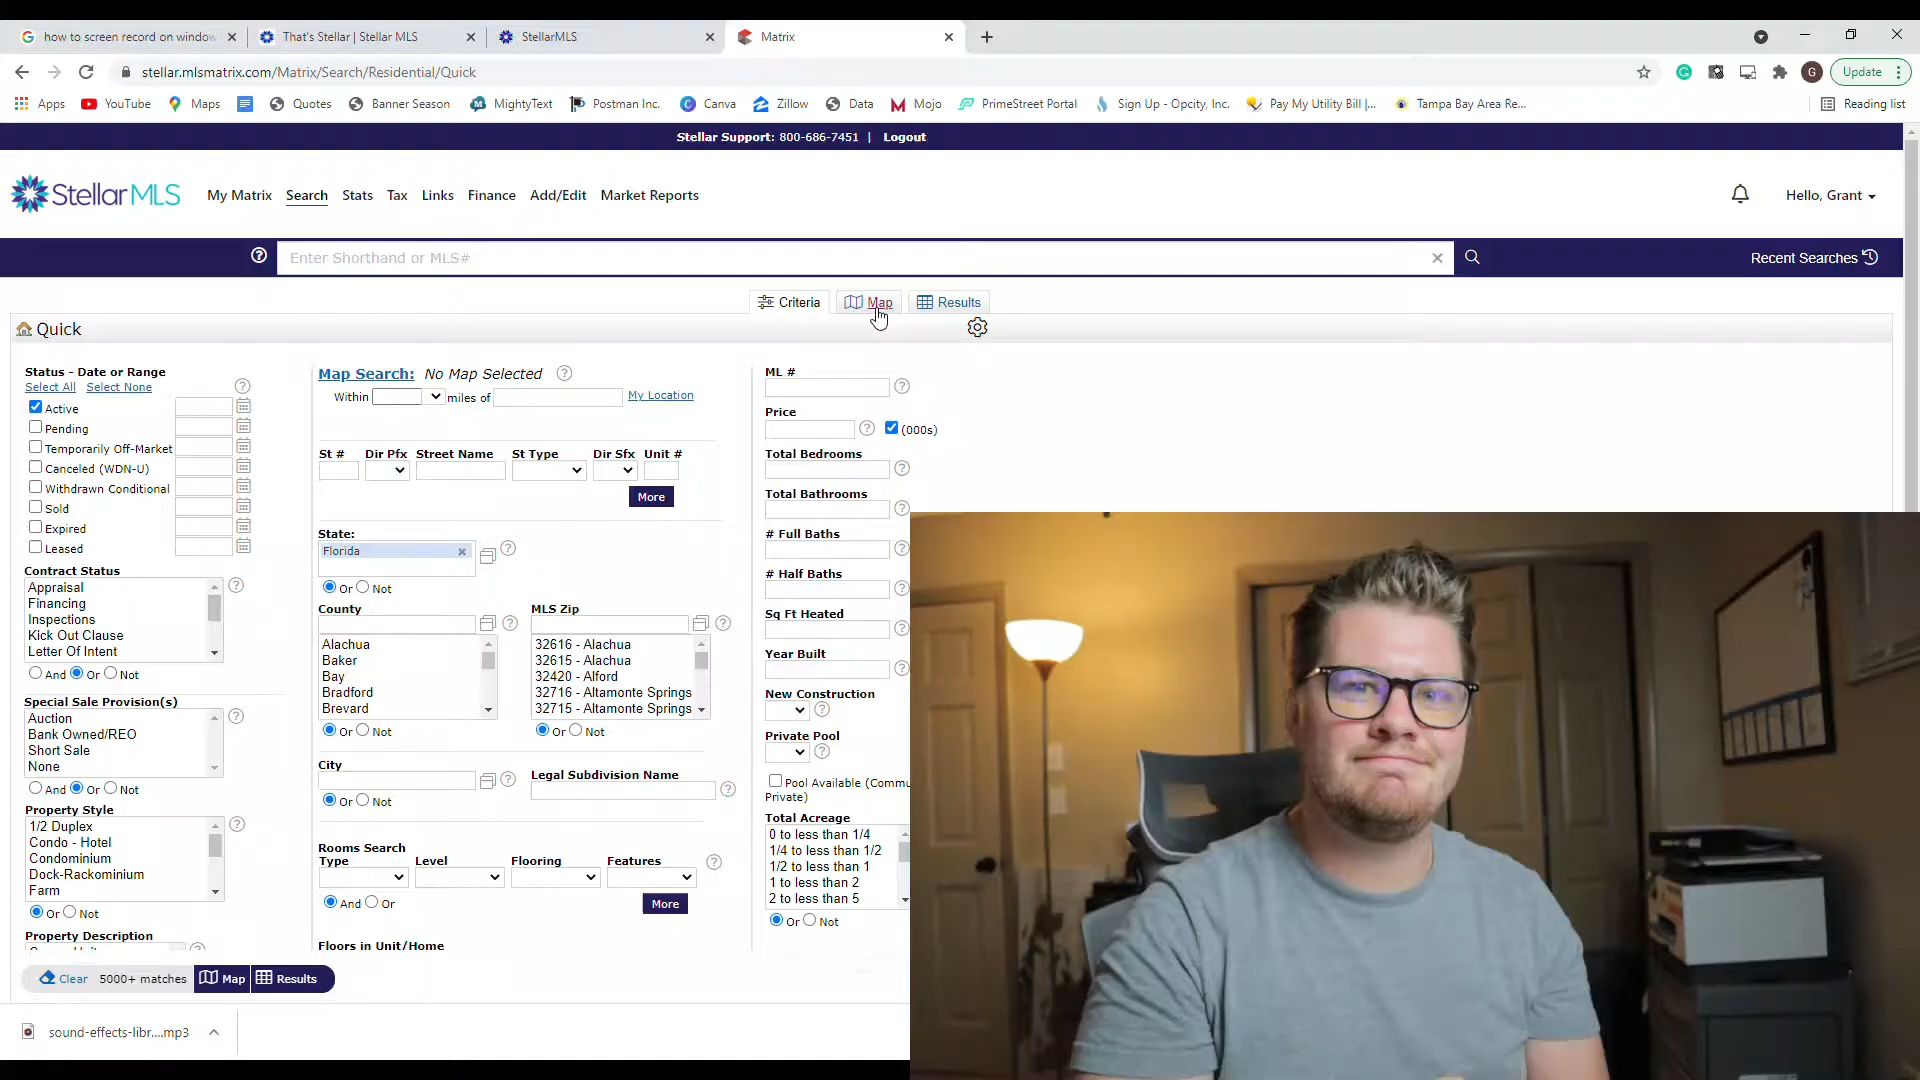 how to screen record on window
That's Stellar | Stellar MLS
StellarMLS
Matrix
stellar.mlsmatrix.com/Matrix/Search/Residential/Quick
G
Update
Apps
YouTube
Maps
Quotes
Banner Season
MightyText
Postman Inc.
Canva
Zillow
Data
Mojo
PrimeStreet Portal
Sign Up - Opcity, Inc.
Pay My Utility Bill |...
Tampa Bay Area Re...
Reading list
Stellar Support: 800-686-7451 | Logout
StellarMLS
My Matrix Search Stats Tax Links Finance Add/Edit Market Reports
Hello, Grant
Enter Shorthand or MLS#
Recent Searches
Criteria Map Results
Quick
Status - Date or Range
Select All Select None
Active
Pending
Temporarily Off-Market
Canceled (WDN-U)
Withdrawn Conditional
Sold
Expired
Leased
Contract Status
Appraisal
Financing
Inspections
Kick Out Clause
Letter Of Intent
And Or Not
Special Sale Provision(s)
Auction
Bank Owned/REO
Short Sale
None
And Or Not
Property Style
1/2 Duplex
Condo - Hotel
Condominium
Dock-Rackominium
Farm
Or Not
Property Description
Map Search: No Map Selected
Within miles of My Location
St # Dir Pfx Street Name St Type Dir Sfx Unit #
More
State:
Florida
Or Not
County
Alachua
Baker
Bay
Bradford
Brevard
Or Not
MLS Zip
32616 - Alachua
32615 - Alachua
32420 - Alford
32716 - Altamonte Springs
32715 - Altamonte Springs
Or Not
City
Or Not
Legal Subdivision Name
Rooms Search
Type Level Flooring Features
And Or
More
Floors in Unit/Home
ML #
Price
(000s)
Total Bedrooms
Total Bathrooms
# Full Baths
# Half Baths
Sq Ft Heated
Year Built
New Construction
Private Pool
Pool Available (Commu
Private)
Total Acreage
0 to less than 1/4
1/4 to less than 1/2
1/2 to less than 1
1 to less than 2
2 to less than 5
Or Not
Clear 5000+ matches Map Results
sound-effects-libr....mp3